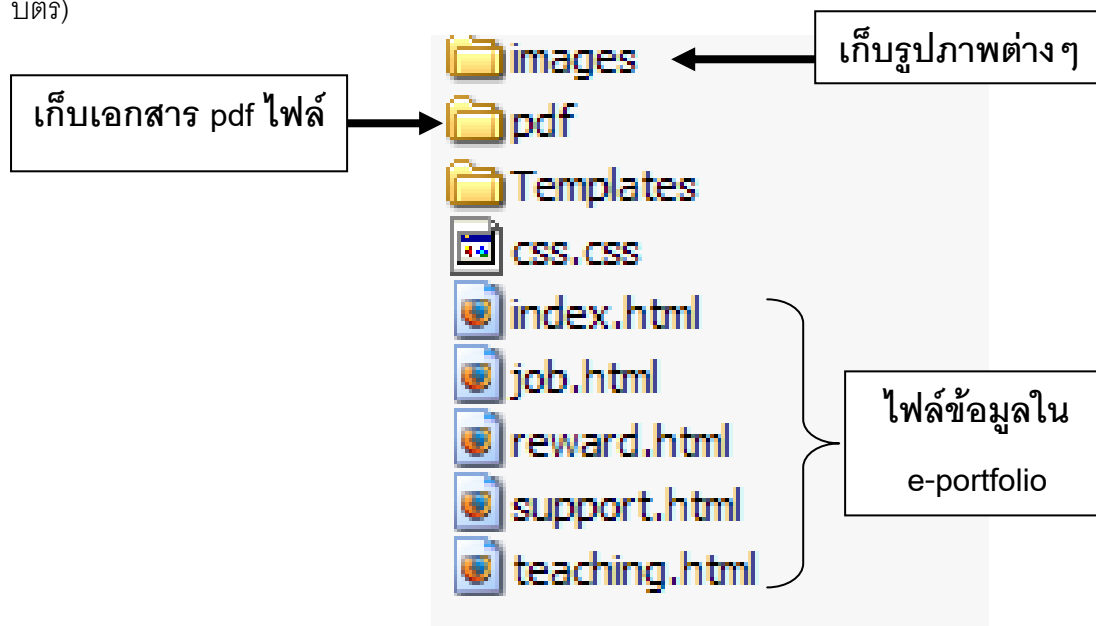 บัตร)
images
เก็บรูปภาพต่างๆ
เก็บเอกสาร pdf ไฟล์
pdf
Templates
css.css
index.html
job.html
reward.html
support.html
teaching.html
ไฟล์ข้อมูลใน
e-portfolio